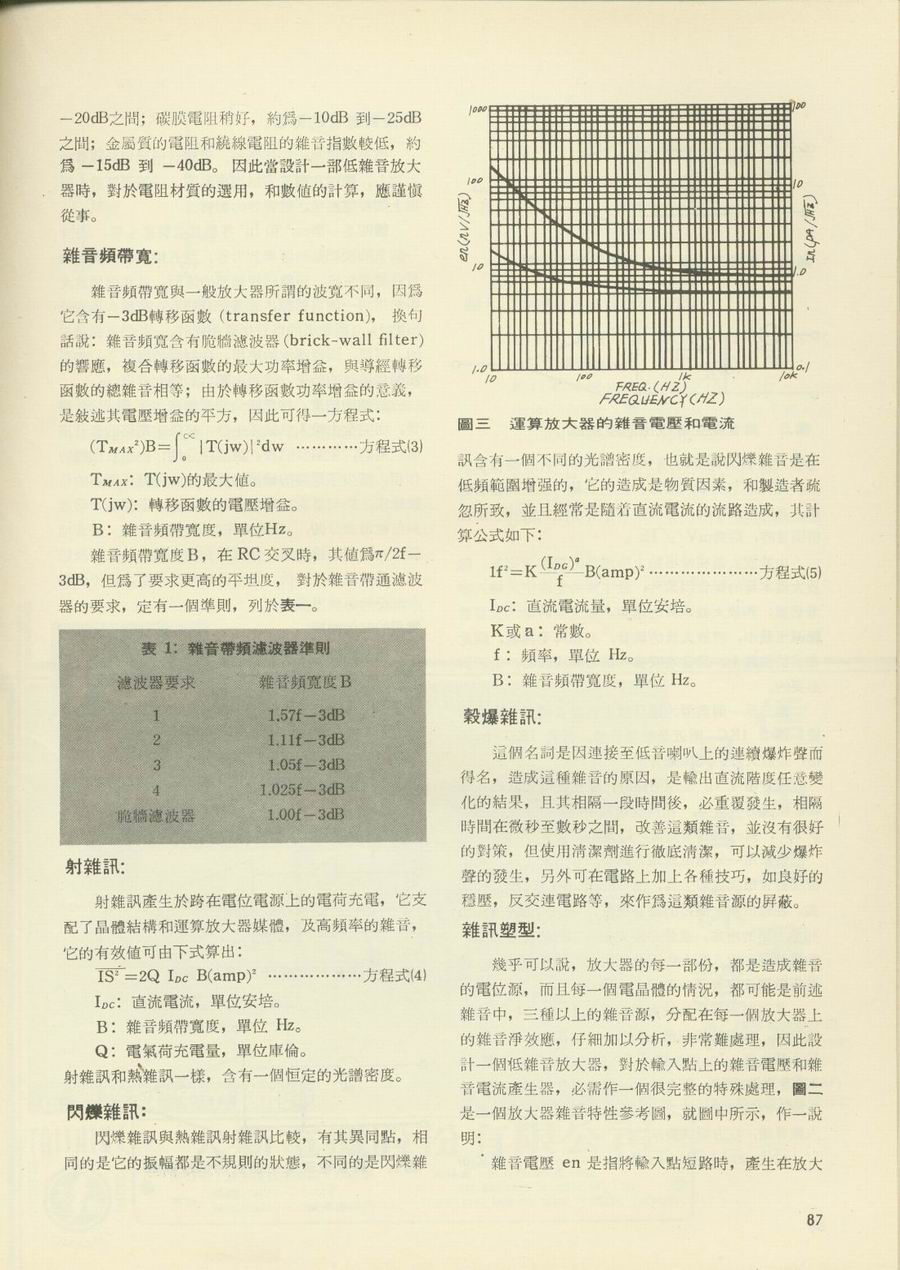 －20dB之間；碳膜電阻稍好，約爲－10dB 到－25dB
之間；金屬質的電阻和繞線電阻的雜音指數較低，約
爲 －15dB 到 －40dB。因此當設計一部低雜音放大
器時，對於電阻材質的選用，和數値的計算，應謹愼
從事。
雜音頻帶寬：
雜音頻帶寬與一般放大器所謂的波寬不同，因爲
它含有－3dB轉移函數 (transfer function)， 換句
話說：雜音頻寬含有脆牆濾波器 (brick-wall filter)
的響應，複合轉移函數的最大功率增益，與導經轉移
函數的總雜音相等；由於轉移函數功率增益的意義，
是敍述其電壓增益的平方，因此可得一方程式：
(TMAX²)B=∫₀^∞ |T(jw)|²dw …………方程式(3)
TMAX：T(jw)的最大値。
T(jw)：轉移函數的電壓增益。
B：雜音頻帶寬度，單位Hz。
雜音頻帶寬度B，在 RC 交叉時，其値爲π/2f－
3dB，但爲了要求更高的平坦度， 對於雜音帶通濾波
器的要求，定有一個準則，列於表一。
表 1：雜音帶頻濾波器準則
濾波器要求 雜音頻寬度B
1 1.57f－3dB
2 1.11f－3dB
3 1.05f－3dB
4 1.025f－3dB
脆牆濾波器 1.00f－3dB
射雜訊：
射雜訊產生於跨在電位電源上的電荷充電，它支
配了晶體結構和運算放大器媒體，及高頻率的雜音，
它的有效値可由下式算出：
IS²=2Q IDC B(amp)² ………………方程式(4)
IDC：直流電流，單位安培。
B：雜音頻帶寬度，單位 Hz。
Q：電氣荷充電量，單位庫倫。
射雜訊和熱雜訊一樣，含有一個恒定的光譜密度。
閃爍雜訊：
閃爍雜訊與熱雜訊射雜訊比較，有其異同點，相
同的是它的振幅都是不規則的狀態，不同的是閃爍雜
1000 100
100 10
10 1.0
1.0 0.1
en(nV/√Hz)
In(pA/√Hz)
10 100 1k 10k
FREQ.(HZ)
FREQUENCY(HZ)
圖三 運算放大器的雜音電壓和電流
訊含有一個不同的光譜密度，也就是說閃爍雜音是在
低頻範圍增强的，它的造成是物質因素，和製造者疏
忽所致，並且經常是隨着直流電流的流路造成，其計
算公式如下：
1f²=K (IDG)ᵃ/f B(amp)² …………………方程式(5)
IDC：直流電流量，單位安培。
K或 a：常數。
f：頻率，單位 Hz。
B：雜音頻帶寬度，單位 Hz。
穀爆雜訊：
這個名詞是因連接至低音喇叭上的連續爆炸聲而
得名，造成這種雜音的原因，是輸出直流階度任意變
化的結果，且其相隔一段時間後，必重覆發生，相隔
時間在微秒至數秒之間，改善這類雜音，並沒有很好
的對策，但使用淸潔劑進行徹底淸潔，可以減少爆炸
聲的發生，另外可在電路上加上各種技巧，如良好的
穩壓，反交連電路等，來作爲這類雜音源的屏蔽。
雜訊塑型：
幾乎可以說，放大器的每一部份，都是造成雜音
的電位源，而且每一個電晶體的情況，都可能是前述
雜音中，三種以上的雜音源，分配在每一個放大器上
的雜音淨效應，仔細加以分析，非常難處理，因此設
計一個低雜音放大器，對於輸入點上的雜音電壓和雜
音電流產生器，必需作一個很完整的特殊處理，圖二
是一個放大器雜音特性參考圖，就圖中所示，作一說
明：
雜音電壓 en 是指將輸入點短路時，產生在放大
87